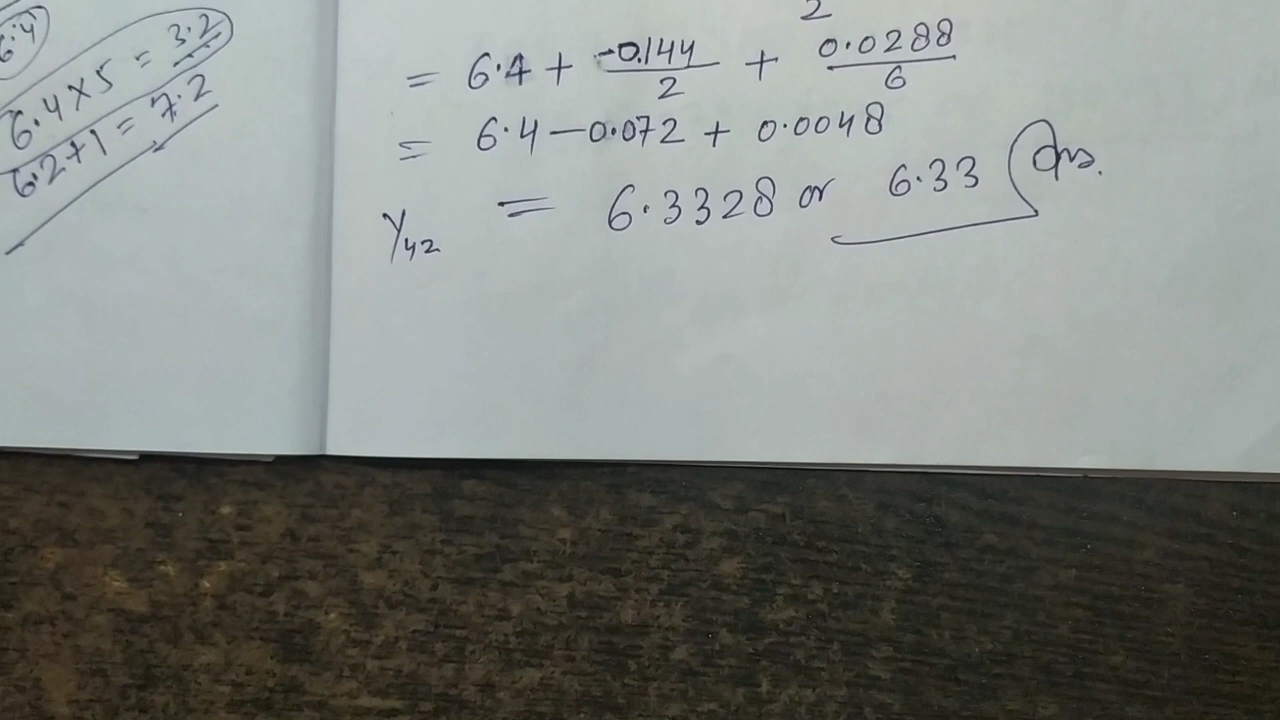 6.4
6.4 × 5 = 3.2
6.2 + 1 = 7.2
2
= 6.4 + -0.144/2 + 0.0288/6
= 6.4 - 0.072 + 0.0048
y42 = 6.3328 or 6.33 Ans.